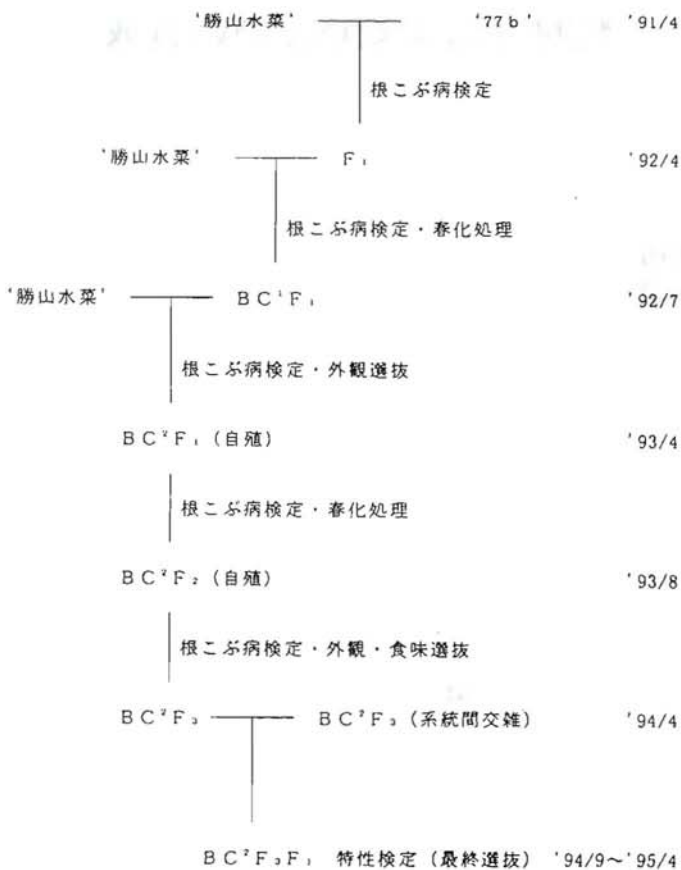 '勝山水菜' '77b' '91/4
根こぶ病検定
'勝山水菜' F₁ '92/4
根こぶ病検定・春化処理
'勝山水菜' BC¹F₁ '92/7
根こぶ病検定・外観選抜
BC²F₁(自殖) '93/4
根こぶ病検定・春化処理
BC²F₂(自殖) '93/8
根こぶ病検定・外観・食味選抜
BC²F₃ BC²F₃(系統間交雑) '94/4
BC²F₃F₁ 特性検定(最終選抜) '94/9~'95/4